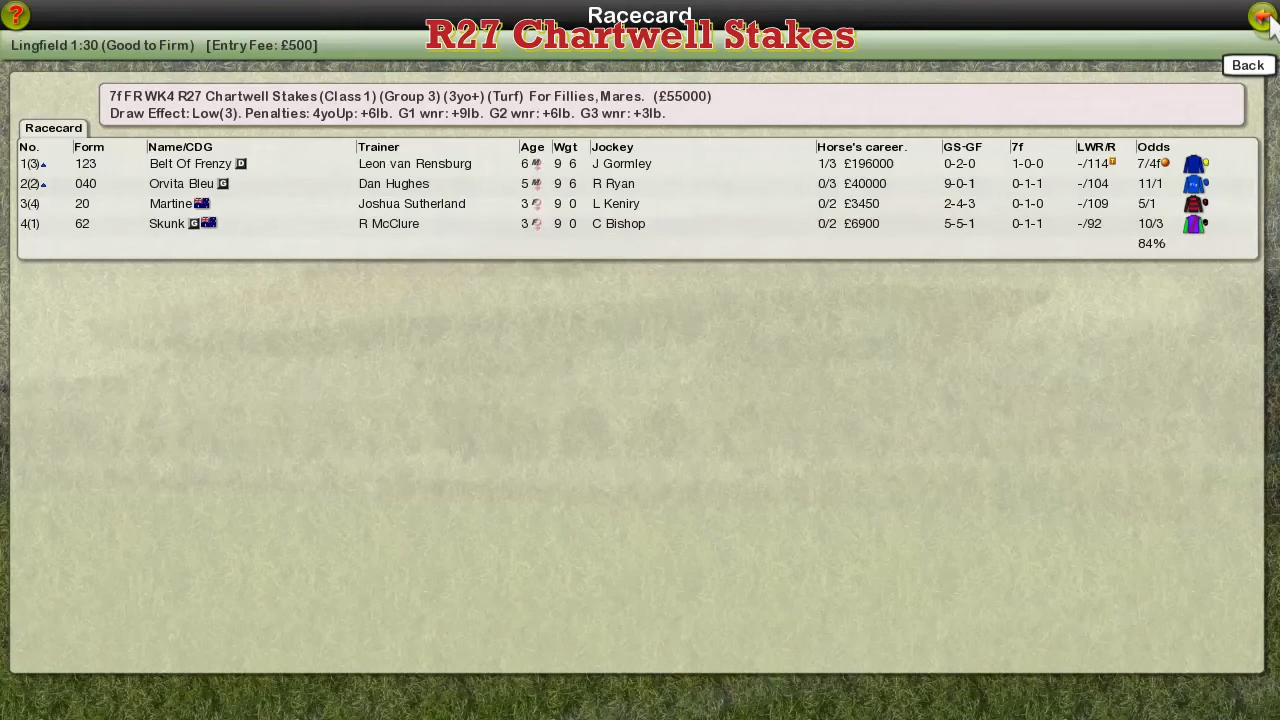 Racecard
R27 Chartwell Stakes
Lingfield 1:30 (Good to Firm) [Entry Fee: £500]
Back
7f FR WK4 R27 Chartwell Stakes (Class 1) (Group 3) (3yo+) (Turf) For Fillies, Mares. (£55000)
Draw Effect: Low(3). Penalties: 4yoUp: +6lb. G1 wnr: +9lb. G2 wnr: +6lb. G3 wnr: +3lb.
Racecard
No. Form Name/CDG Trainer Age Wgt Jockey Horse's career. GS-GF 7f LWR/R Odds
1(3) 123 Belt Of Frenzy D Leon van Rensburg 6 M 9 6 J Gormley 1/3 £196000 0-2-0 1-0-0 -/114 T 7/4f
2(2) 040 Orvita Bleu G Dan Hughes 5 M 9 6 R Ryan 0/3 £40000 9-0-1 0-1-1 -/104 11/1
3(4) 20 Martine Joshua Sutherland 3 F 9 0 L Keniry 0/2 £3450 2-4-3 0-1-0 -/109 5/1
4(1) 62 Skunk G R McClure 3 F 9 0 C Bishop 0/2 £6900 5-5-1 0-1-1 -/92 10/3
84%